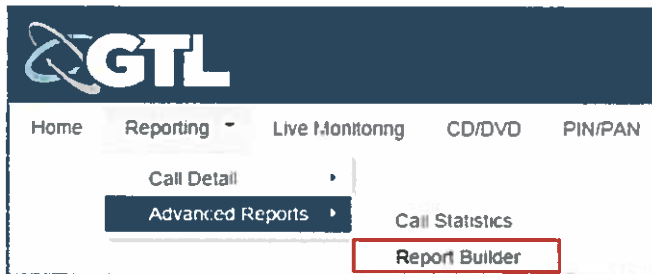 GTL
Home Reporting Live Monitoring CD/DVD PIN/PAN
Call Detail
Advanced Reports
Call Statistics
Report Builder